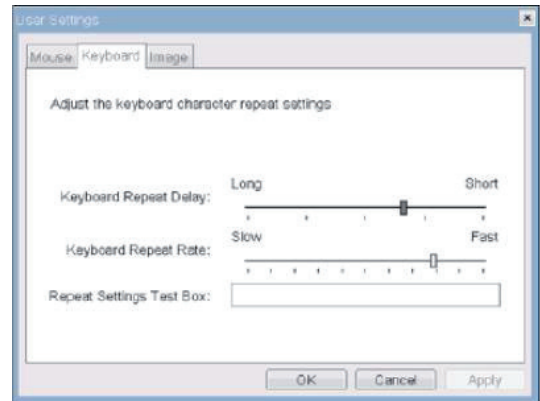 User Settings
Mouse Keyboard Image
Adjust the keyboard character repeat settings
Long Short
Keyboard Repeat Delay:
Slow Fast
Keyboard Repeat Rate:
Repeat Settings Test Box:
OK Cancel Apply